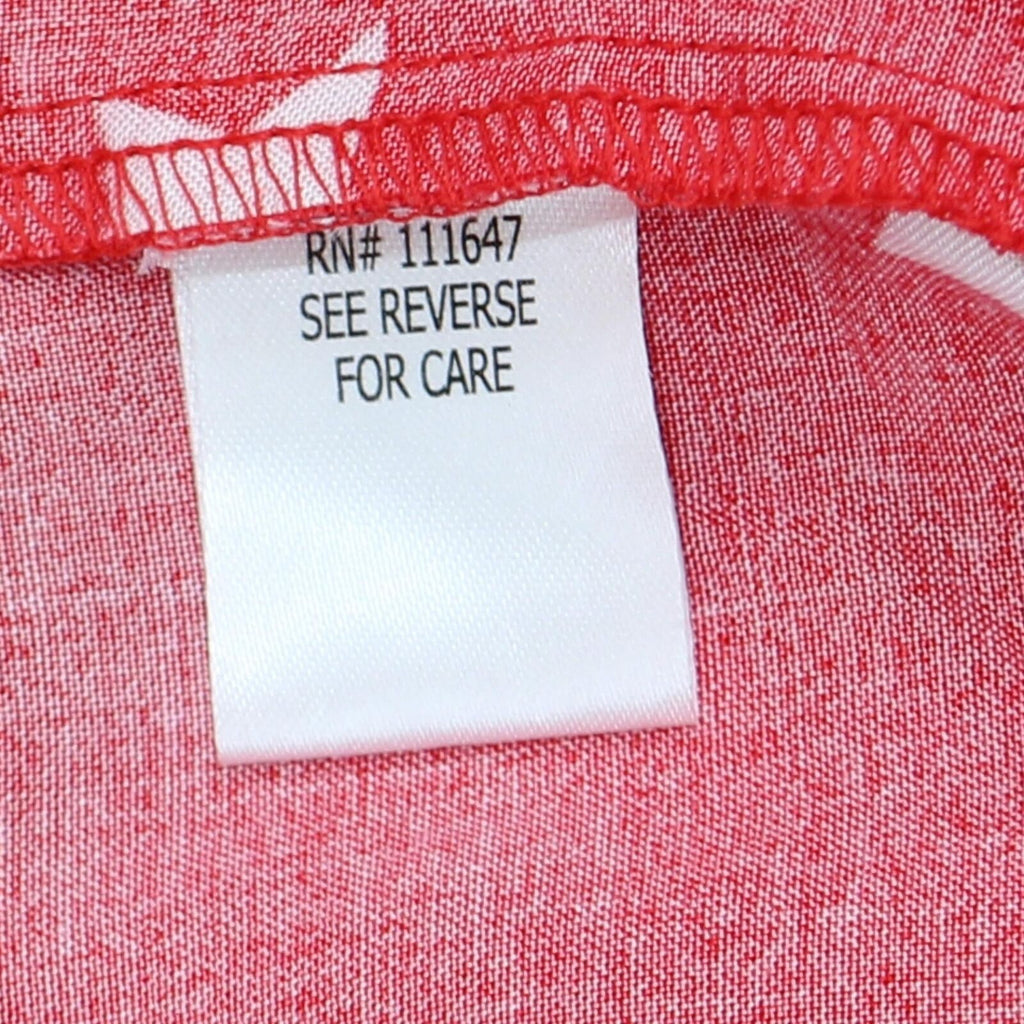 RN# 111647
SEE REVERSE
FOR CARE